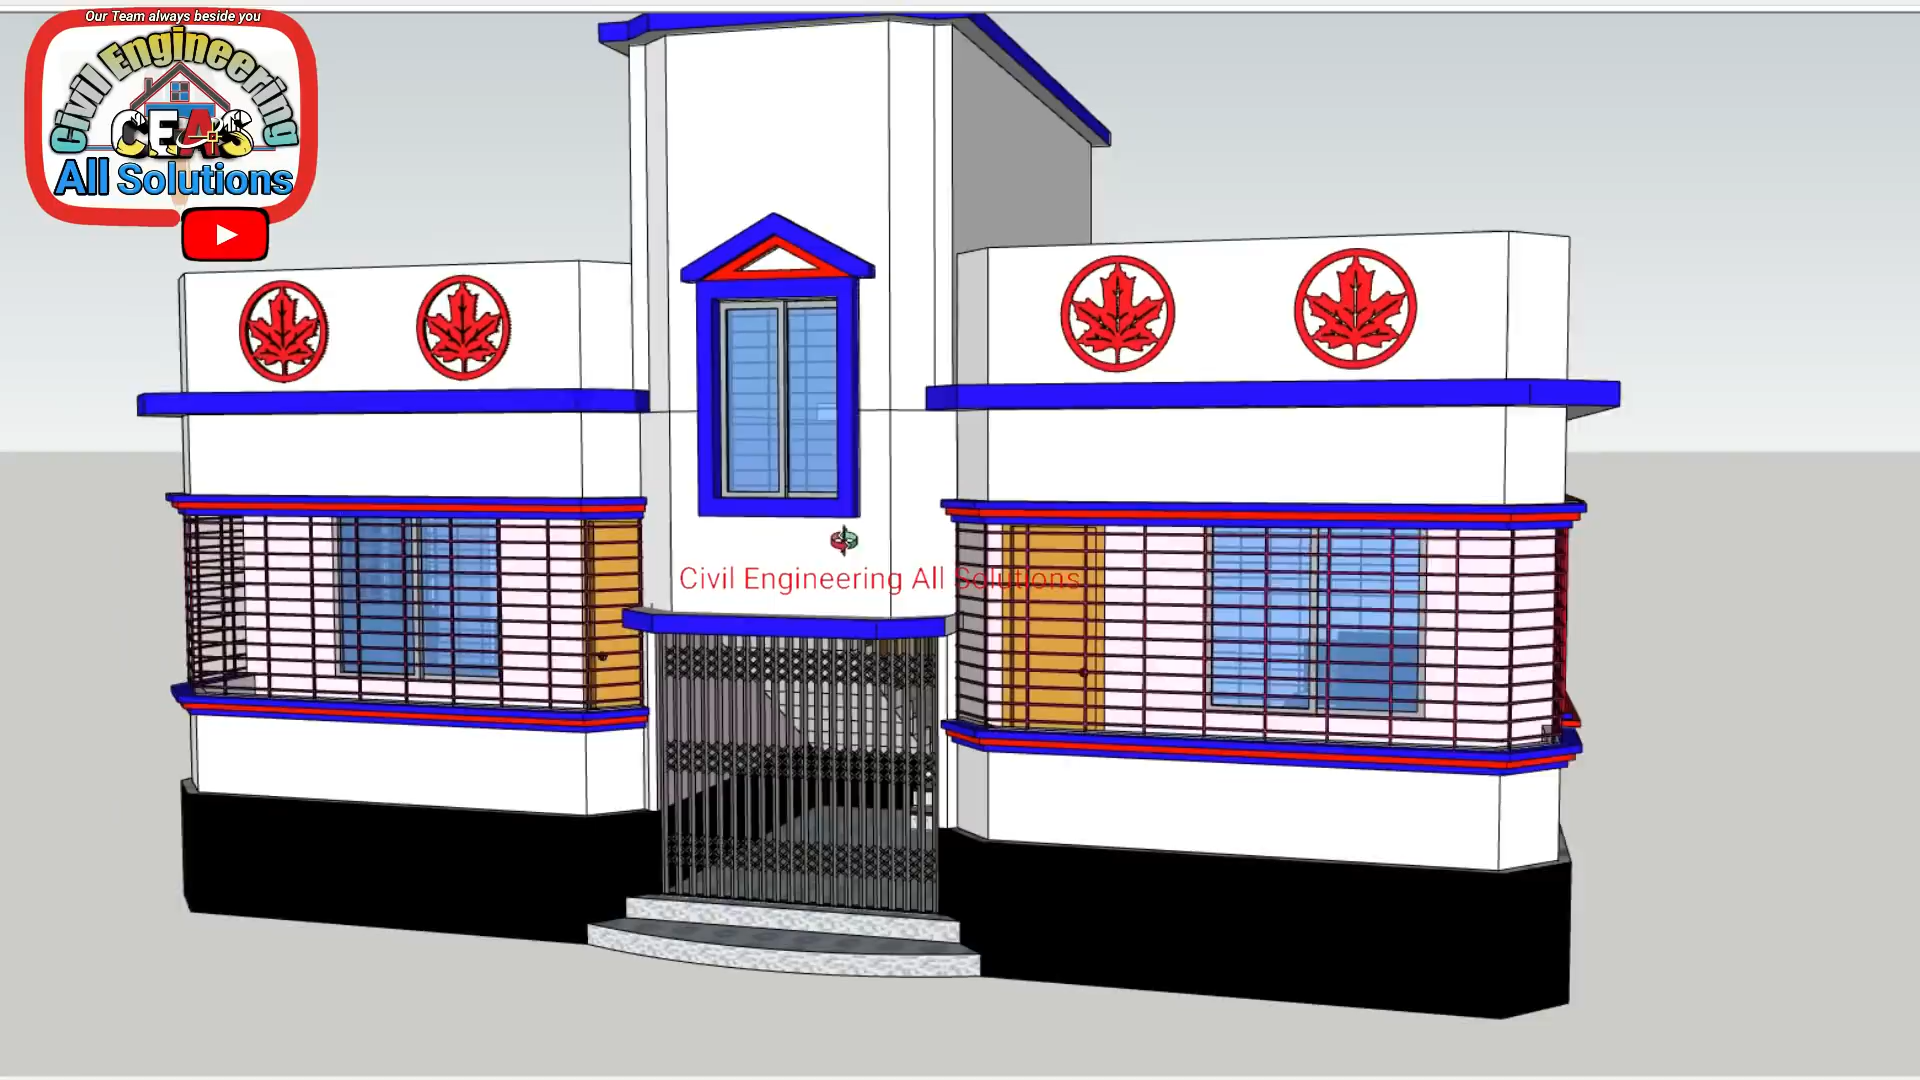 Our Team always beside you
Civil Engineering
CEAS
All Solutions
Civil Engineering All Solutions